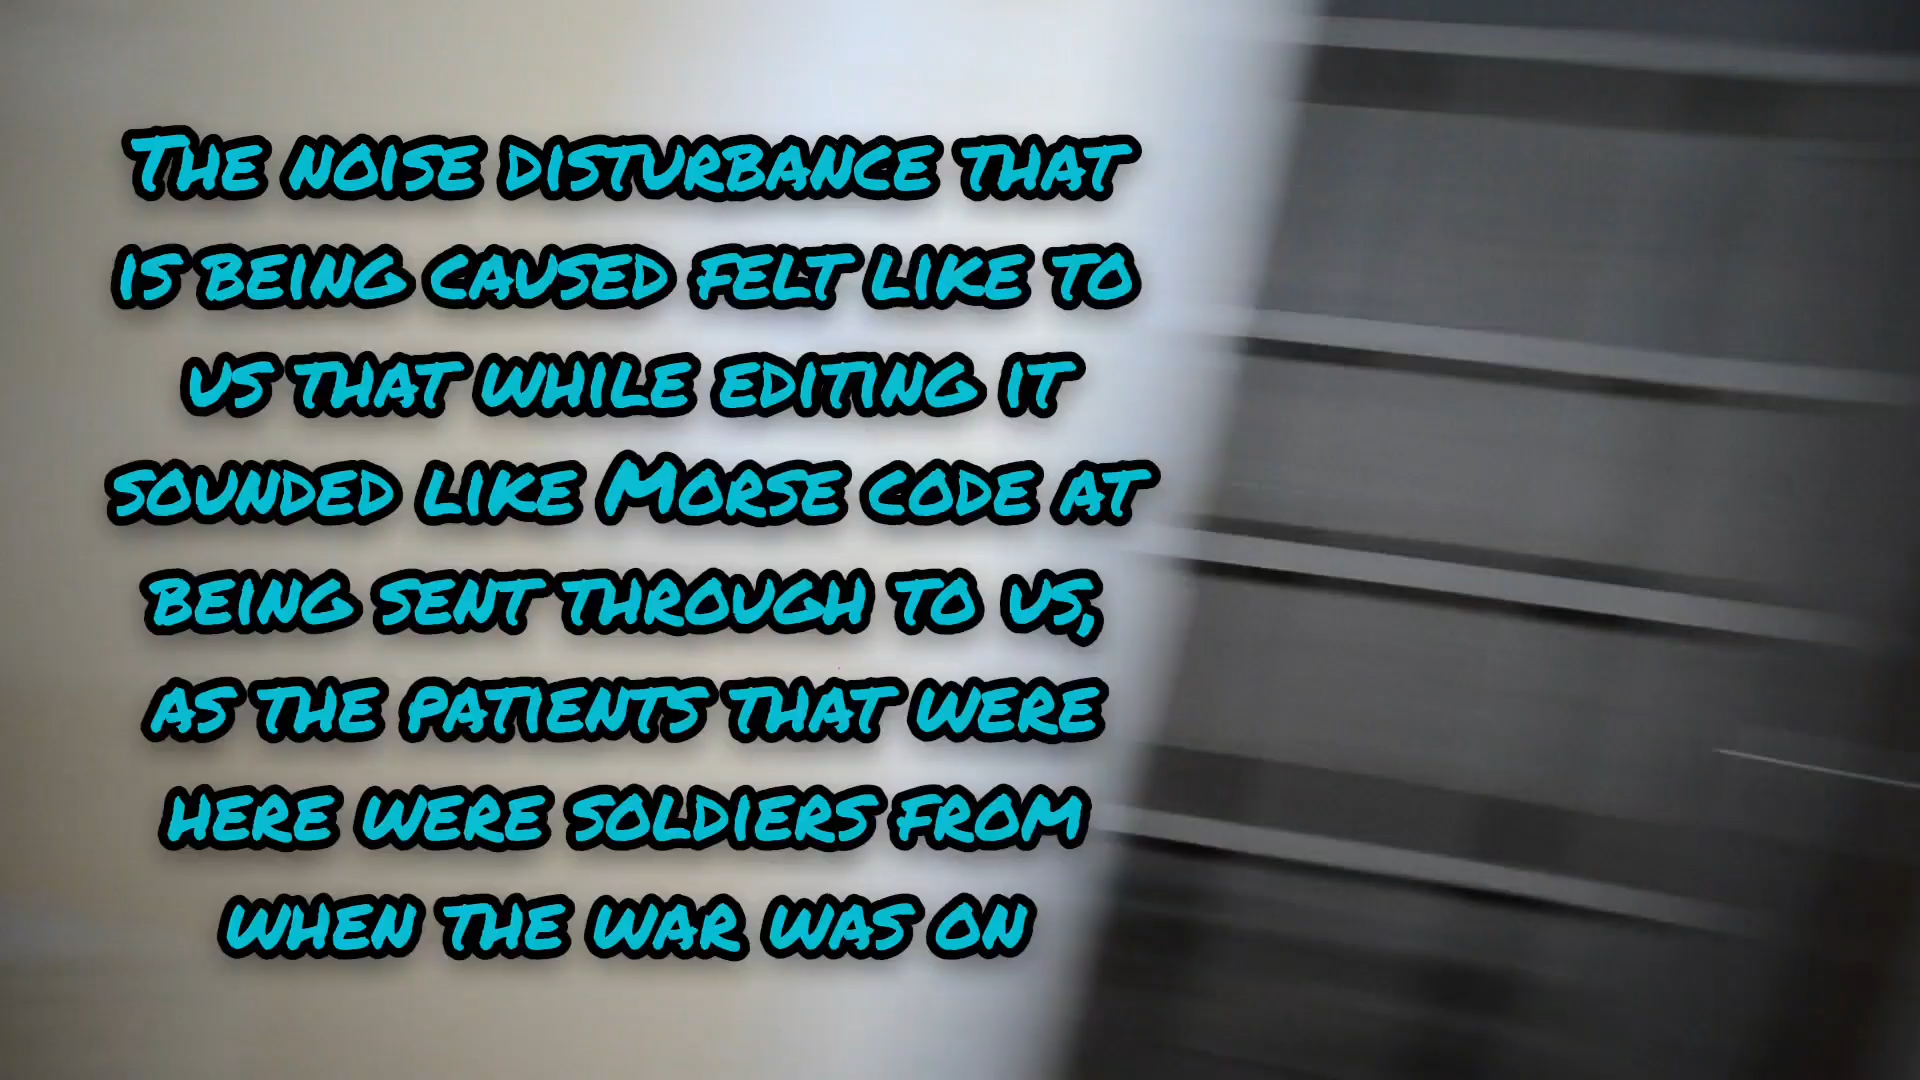 The noise disturbance that
is being caused felt like to
us that while editing it
sounded like Morse code at
being sent through to us,
as the patients that were
here were soldiers from
when the war was on